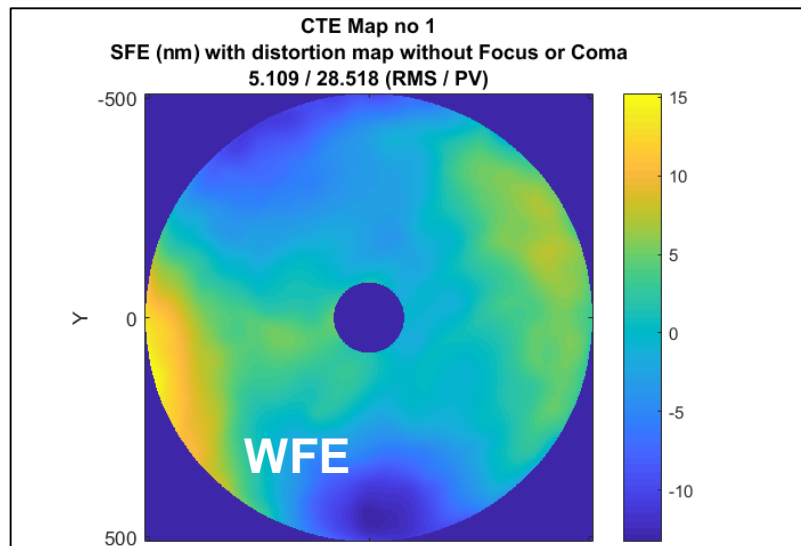 CTE Map no 1
SFE (nm) with distortion map without Focus or Coma
5.109 / 28.518 (RMS / PV)
-500
15
10
5
Y
0
0
-5
WFE
-10
500